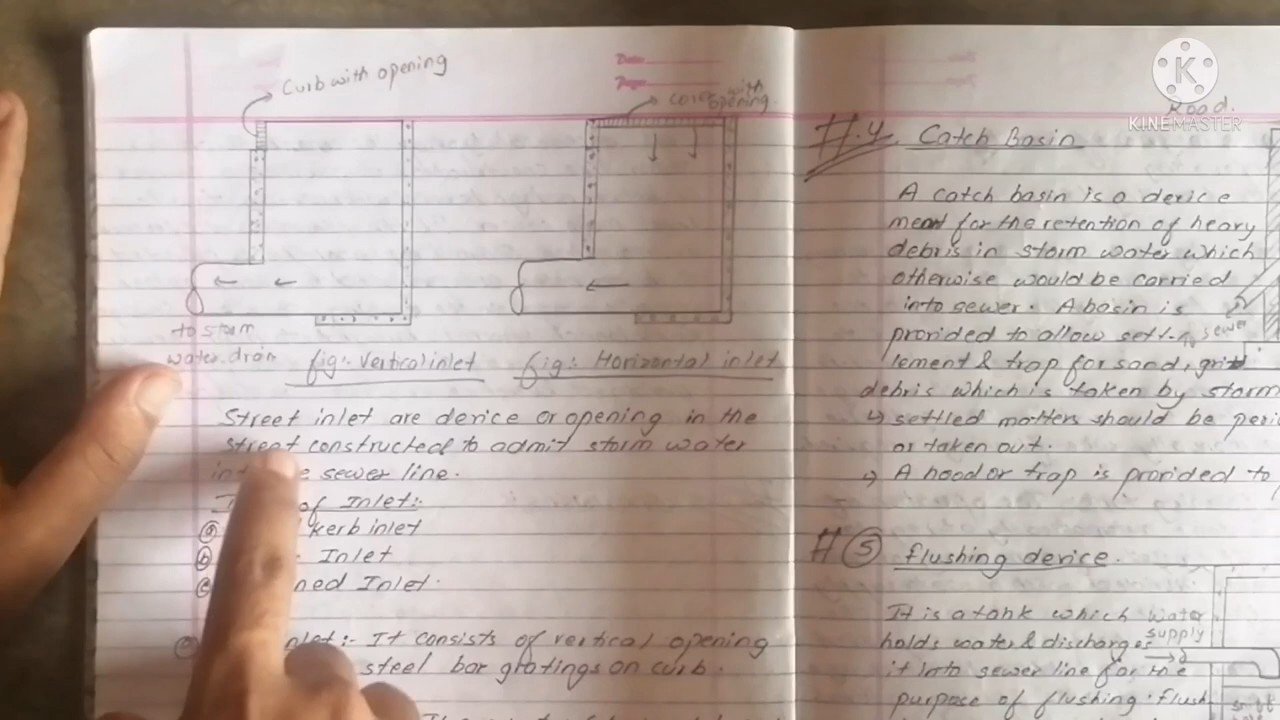 Curb with opening
Date
Page
cover with
opening
to storm
water drain
fig:- Vertical inlet
fig:- Horizontal inlet
Street inlet are device or opening in the
street constructed to admit storm water
sewer line.
of Inlet:-
kerb inlet
Inlet
Inlet.
:- It consists of vertical opening
steel bar gratings on curb.
Road.
KINEMASTER
#.4. Catch Basin
A catch basin is a device
meant for the retention of heavy
debris in storm water which
otherwise would be carried
into sewer. A basin is
provided to allow sett-
lement & trap for sand, grit
debris which is taken by storm
sewer
↳ settled matters should be
or taken out.
↳ A hood or trap is provided to
# 5 flushing device.
It is a tank which
holds water & discharges
it into sewer line for the
purpose of flushing. flush
water
supply